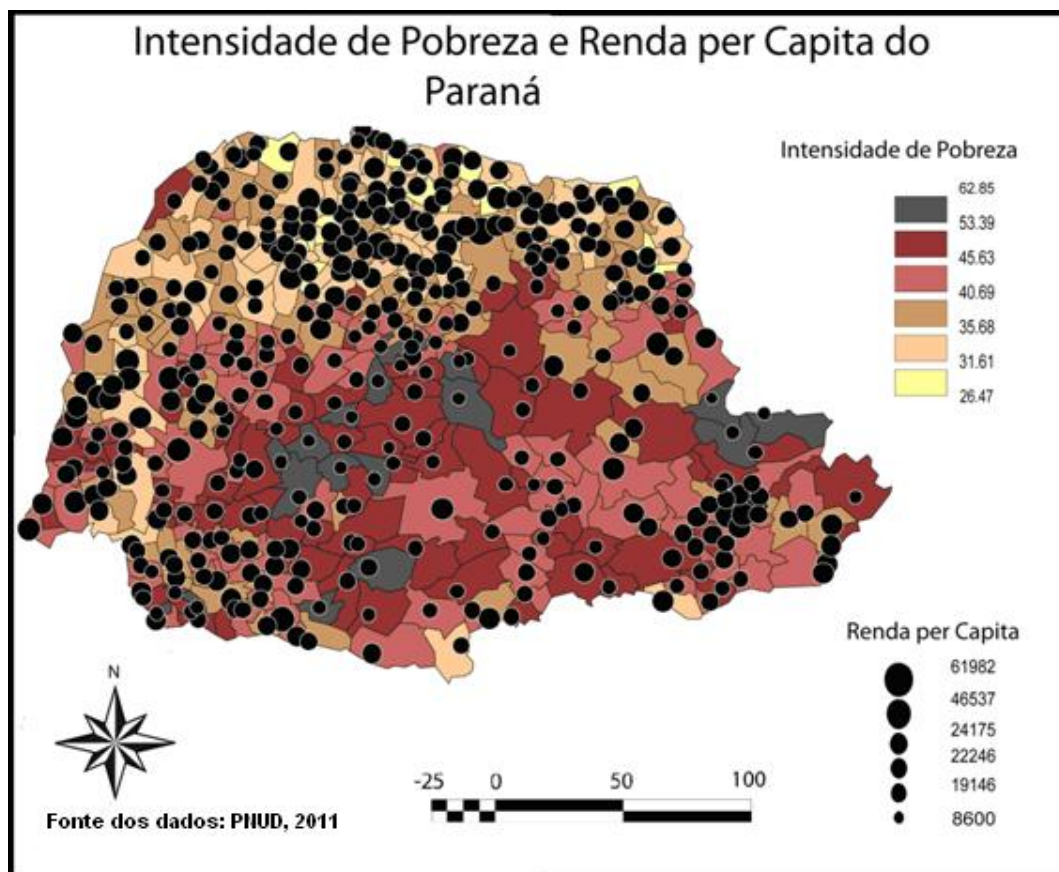 Intensidade de Pobreza e Renda per Capita do
Paraná
Intensidade de Pobreza
62.85
53.39
45.63
40.69
35.68
31.61
26.47
Renda per Capita
61982
46537
24175
22246
19146
8600
N
-25 0 50 100
Fonte dos dados: PNUD, 2011